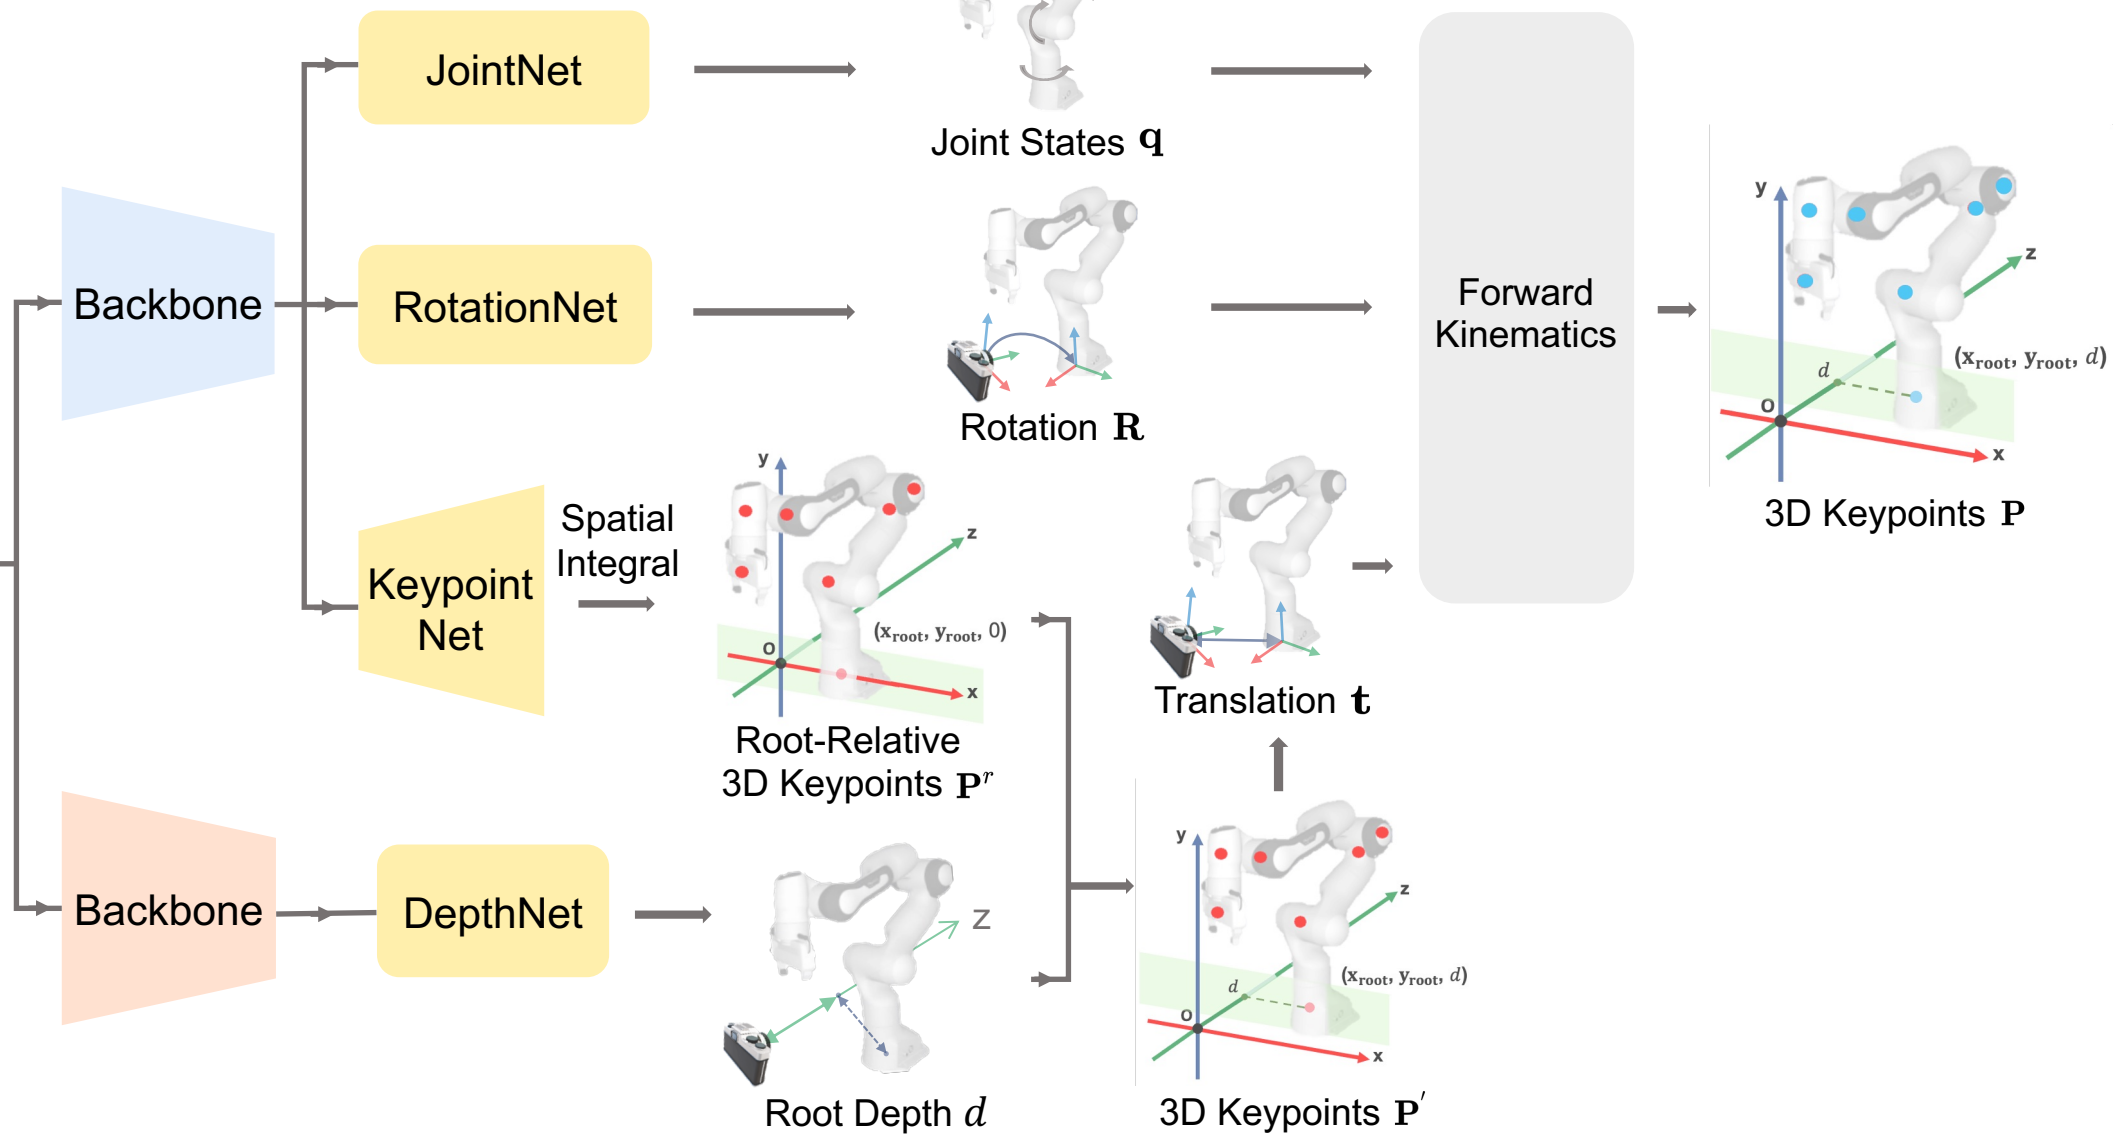 JointNet
Joint States q
Backbone
RotationNet
Rotation R
Forward
Kinematics
y
z
(x_root, y_root, d)
d
O
x
3D Keypoints P
Keypoint
Net
Spatial
Integral
y
z
(x_root, y_root, 0)
O
x
Root-Relative
3D Keypoints P^r
Translation t
Backbone
DepthNet
z
Root Depth d
y
z
(x_root, y_root, d)
d
O
x
3D Keypoints P′